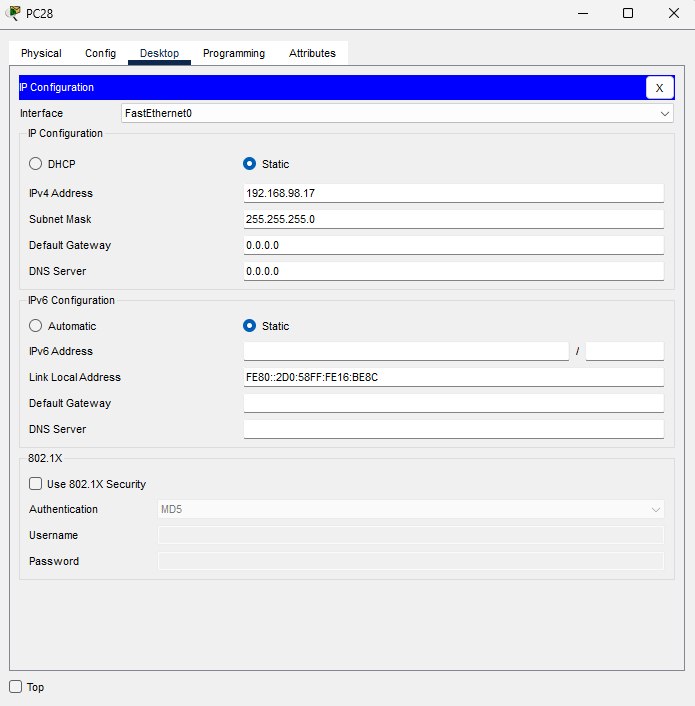 PC28
Physical Config Desktop Programming Attributes
IP Configuration X
Interface FastEthernet0
IP Configuration
DHCP Static
IPv4 Address 192.168.98.17
Subnet Mask 255.255.255.0
Default Gateway 0.0.0.0
DNS Server 0.0.0.0
IPv6 Configuration
Automatic Static
IPv6 Address /
Link Local Address FE80::2D0:58FF:FE16:BE8C
Default Gateway
DNS Server
802.1X
Use 802.1X Security
Authentication MD5
Username
Password
Top